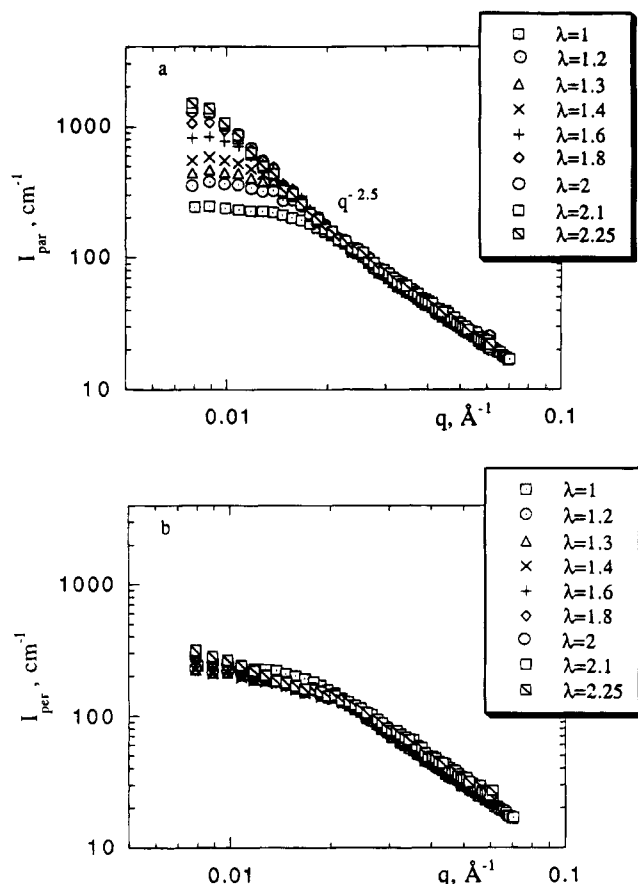 a
1000
100
10
I par, cm-1
q- 2.5
0.01
q, Å-1
0.1
λ=1
λ=1.2
λ=1.3
λ=1.4
λ=1.6
λ=1.8
λ=2
λ=2.1
λ=2.25
b
1000
100
10
I per, cm-1
0.01
q, Å-1
0.1
λ=1
λ=1.2
λ=1.3
λ=1.4
λ=1.6
λ=1.8
λ=2
λ=2.1
λ=2.25